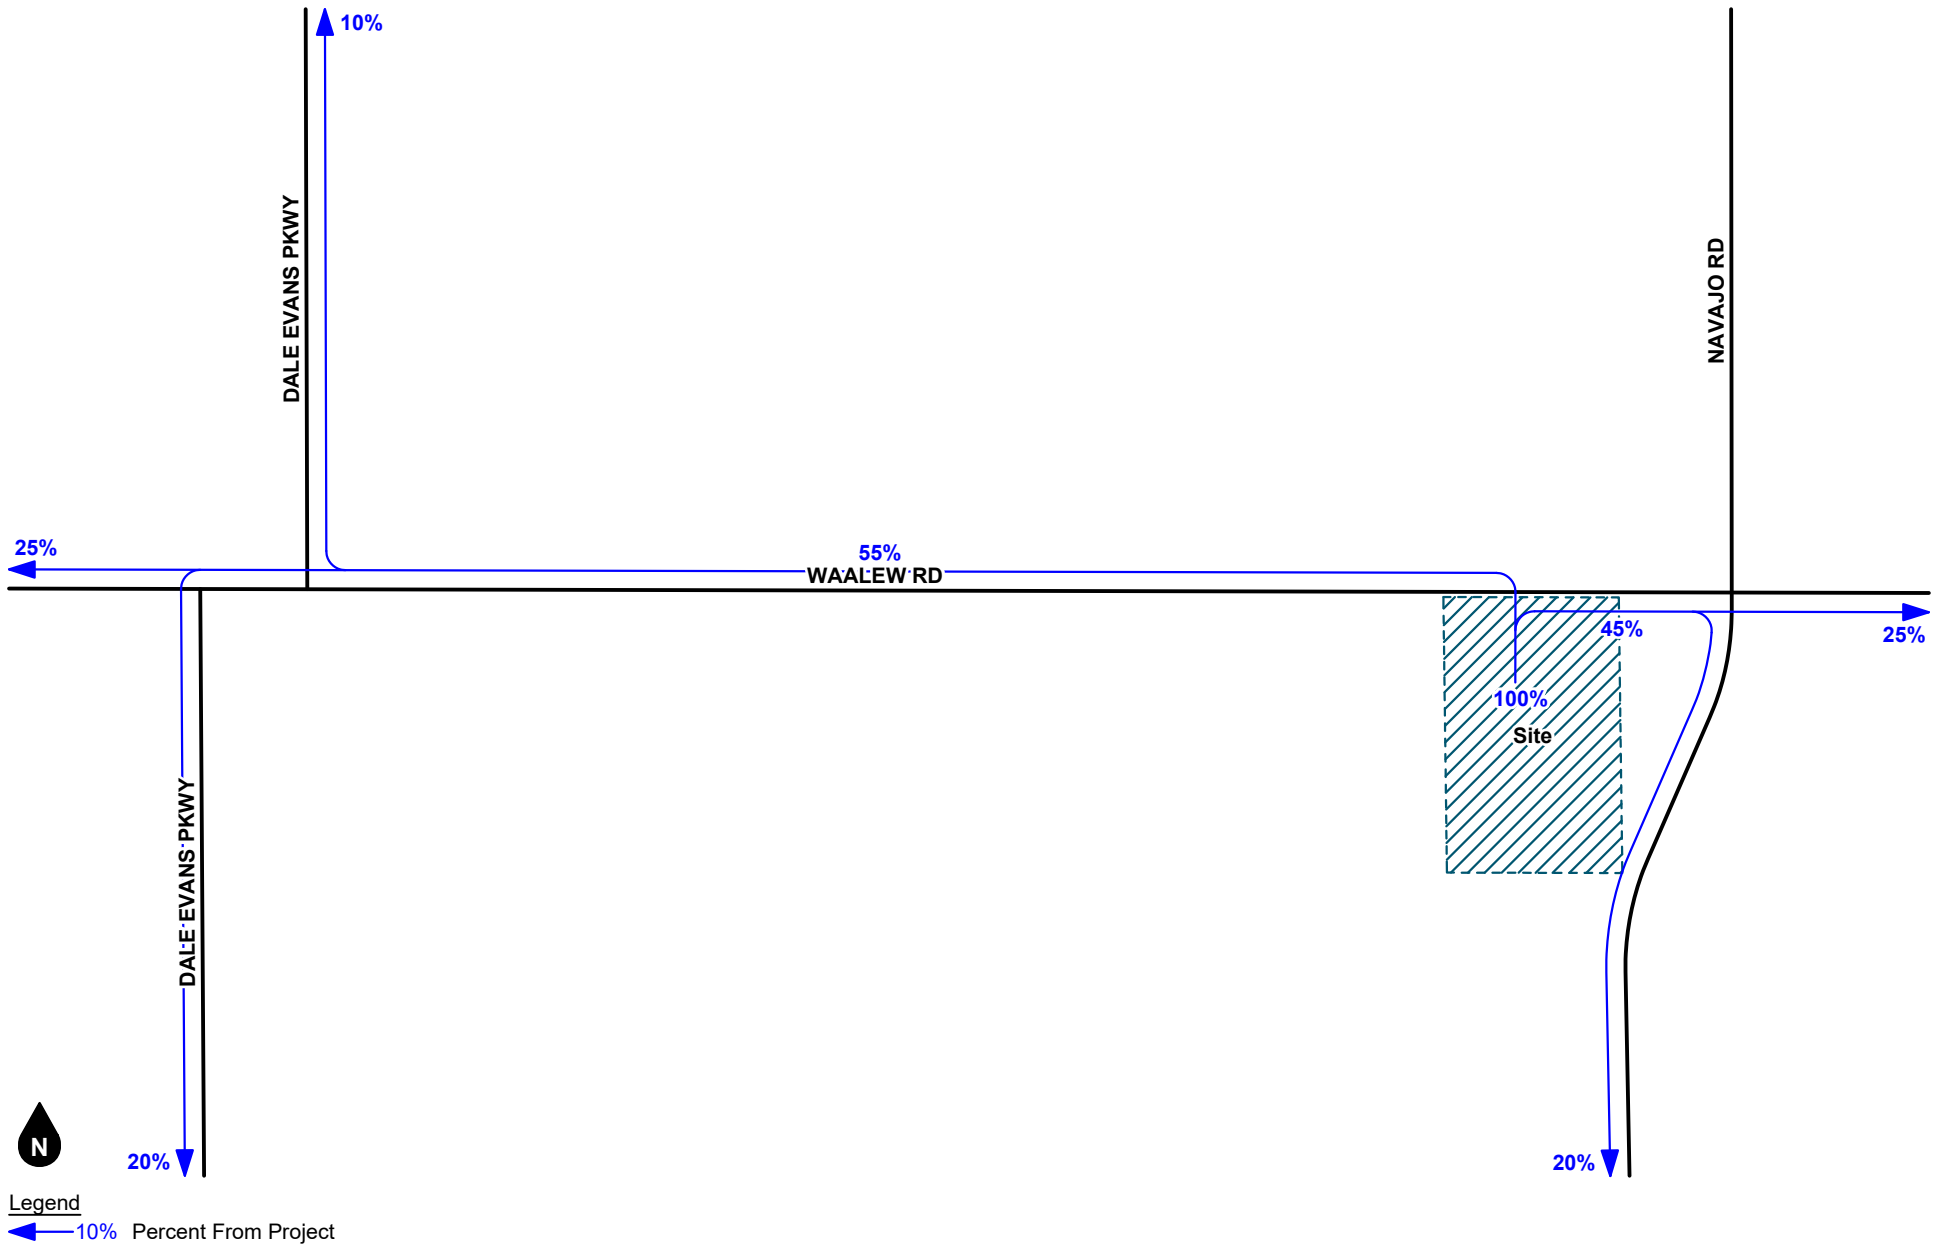 10%
DALE EVANS PKWY
NAVAJO RD
25%
55%
WAALEW RD
45%
25%
100%
Site
DALE EVANS PKWY
N
20%
20%
Legend
10% Percent From Project